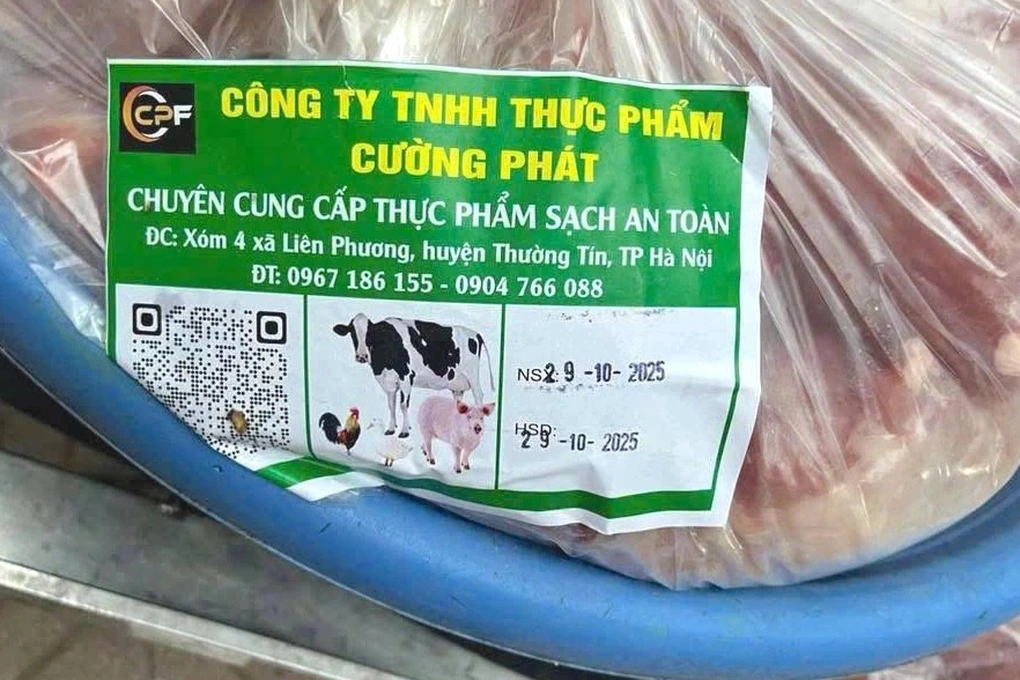 CPF
CÔNG TY TNHH THỰC PHẨM
CƯỜNG PHÁT
CHUYÊN CUNG CẤP THỰC PHẨM SẠCH AN TOÀN
ĐC: Xóm 4 xã Liên Phương, huyện Thường Tín, TP Hà Nội
ĐT: 0967 186 155 - 0904 766 088
NSX: 29 -10- 2025
HSD:
29 -10- 2025